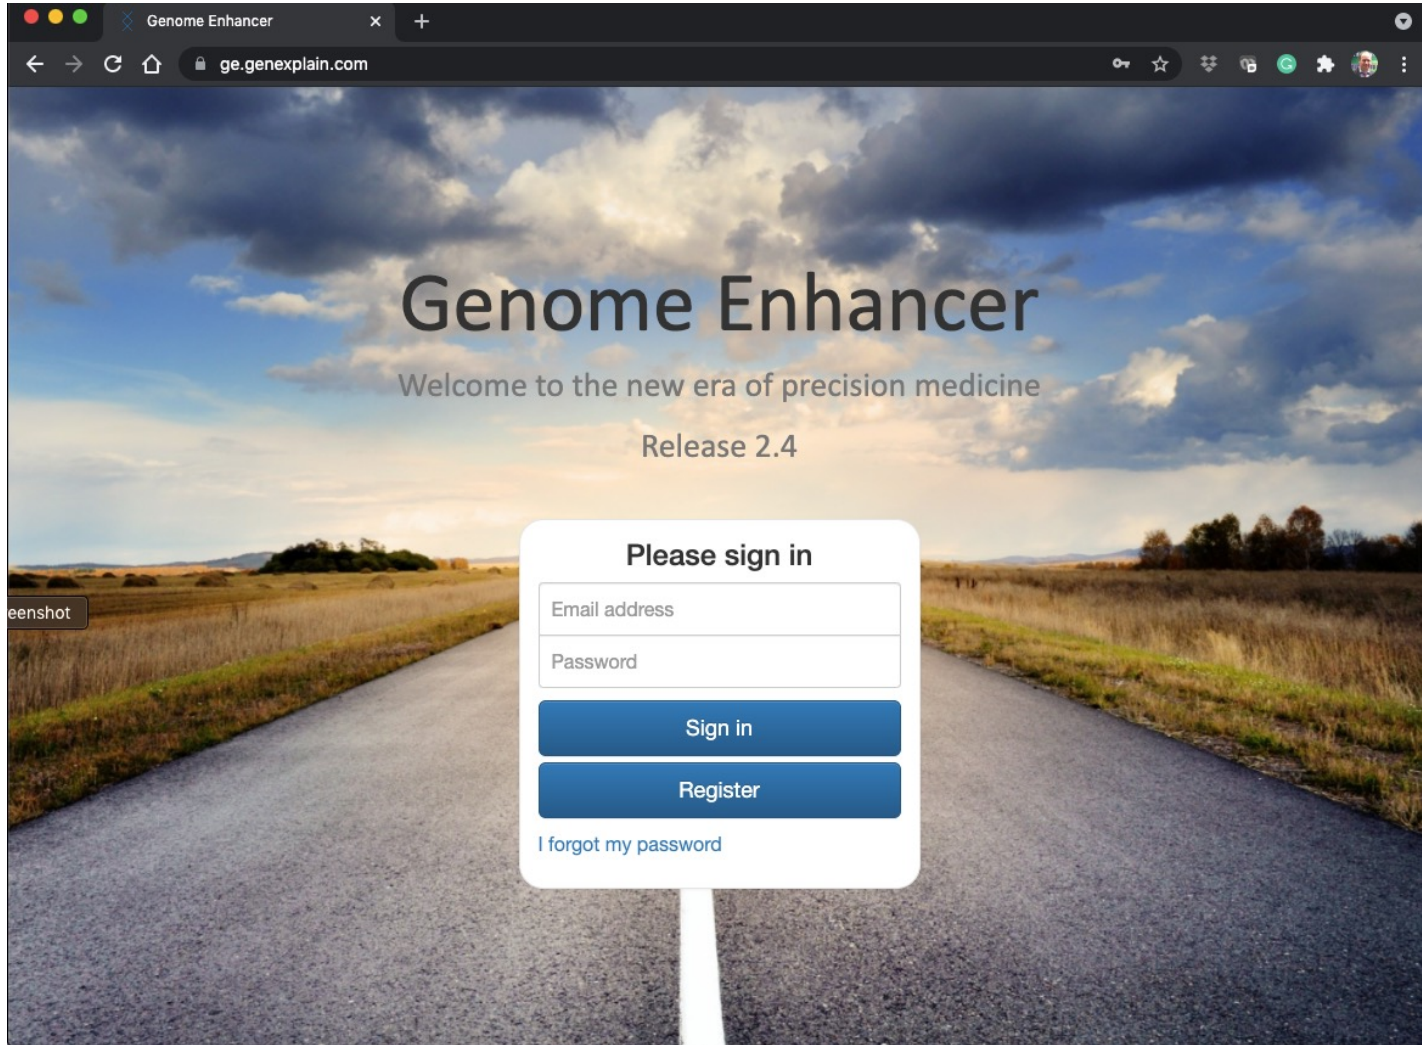 Genome Enhancer
ge.genexplain.com
Genome Enhancer
Welcome to the new era of precision medicine
Release 2.4
Please sign in
Email address
eenshot
Password
Sign in
Register
I forgot my password